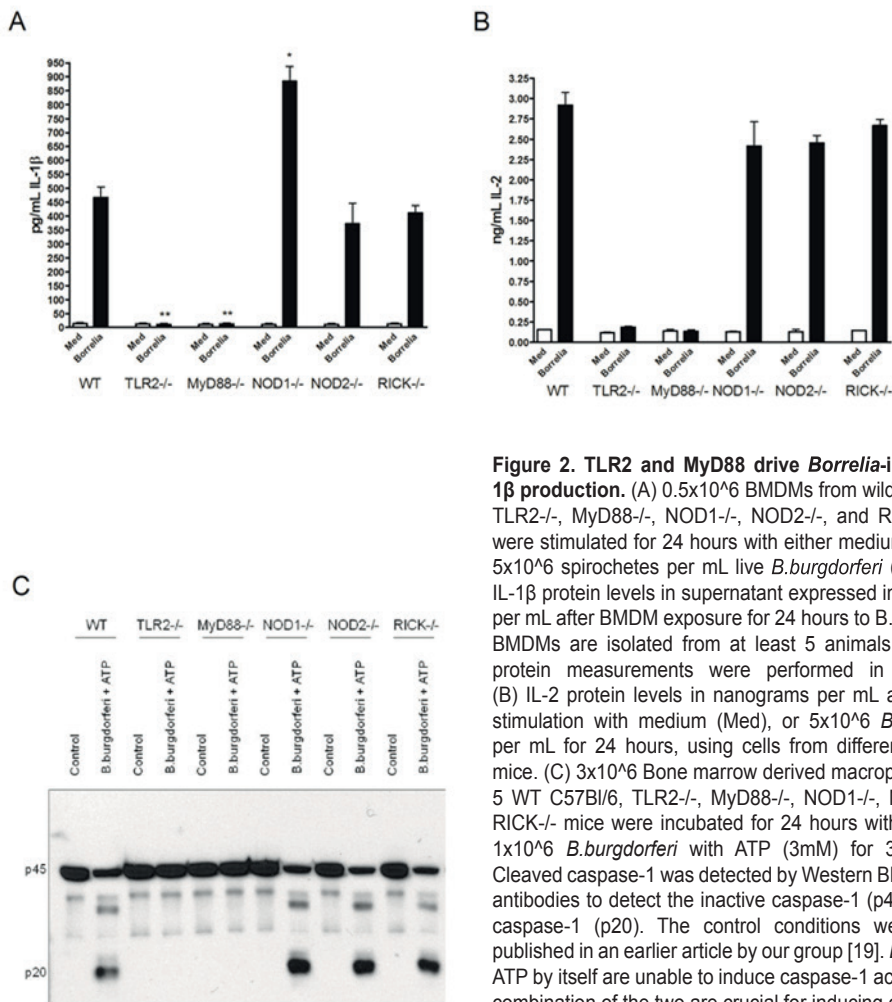 A
950
900
850
800
750
700
650
600
550
500
450
400
350
300
250
200
150
100
50
0
pg/mL IL-1β
*
**
**
Med Borrelia Med Borrelia Med Borrelia Med Borrelia Med Borrelia Med Borrelia
WT TLR2-/- MyD88-/- NOD1-/- NOD2-/- RICK-/-
B
3.25
3.00
2.75
2.50
2.25
2.00
1.75
1.50
1.25
1.00
0.75
0.50
0.25
0.00
ng/mL IL-2
Med Borrelia Med Borrelia Med Borrelia Med Borrelia Med Borrelia Med Borrelia
WT TLR2-/- MyD88-/- NOD1-/- NOD2-/- RICK-/-
C
WT TLR2-/- MyD88-/- NOD1-/- NOD2-/- RICK-/-
Control B.burgdorferi + ATP Control B.burgdorferi + ATP Control B.burgdorferi + ATP Control B.burgdorferi + ATP Control B.burgdorferi + ATP Control B.burgdorferi + ATP
p45
p20
Figure 2. TLR2 and MyD88 drive Borrelia-i
1β production. (A) 0.5x10^6 BMDMs from wild
TLR2-/-, MyD88-/-, NOD1-/-, NOD2-/-, and R
were stimulated for 24 hours with either medium
5x10^6 spirochetes per mL live B.burgdorferi (
IL-1β protein levels in supernatant expressed in
per mL after BMDM exposure for 24 hours to B.
BMDMs are isolated from at least 5 animals
protein measurements were performed in
(B) IL-2 protein levels in nanograms per mL a
stimulation with medium (Med), or 5x10^6 B
per mL for 24 hours, using cells from differen
mice. (C) 3x10^6 Bone marrow derived macrop
5 WT C57Bl/6, TLR2-/-, MyD88-/-, NOD1-/-,
RICK-/- mice were incubated for 24 hours with
1x10^6 B.burgdorferi with ATP (3mM) for 3
Cleaved caspase-1 was detected by Western Bl
antibodies to detect the inactive caspase-1 (p4
caspase-1 (p20). The control conditions we
published in an earlier article by our group [19].
ATP by itself are unable to induce caspase-1 ac
combination of the two are crucial for inducing